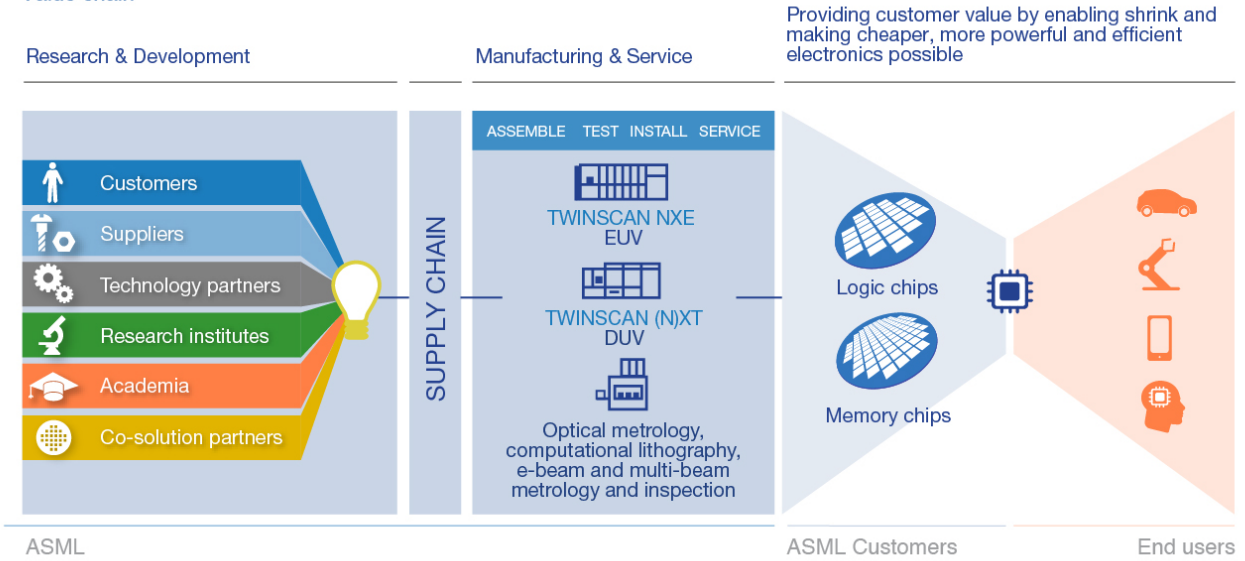 Research & Development
Manufacturing & Service
Providing customer value by enabling shrink and
making cheaper, more powerful and efficient
electronics possible
Customers
Suppliers
Technology partners
Research institutes
Academia
Co-solution partners
SUPPLY CHAIN
ASSEMBLE TEST INSTALL SERVICE
TWINSCAN NXE
EUV
TWINSCAN (N)XT
DUV
Optical metrology,
computational lithography,
e-beam and multi-beam
metrology and inspection
Logic chips
Memory chips
ASML
ASML Customers
End users